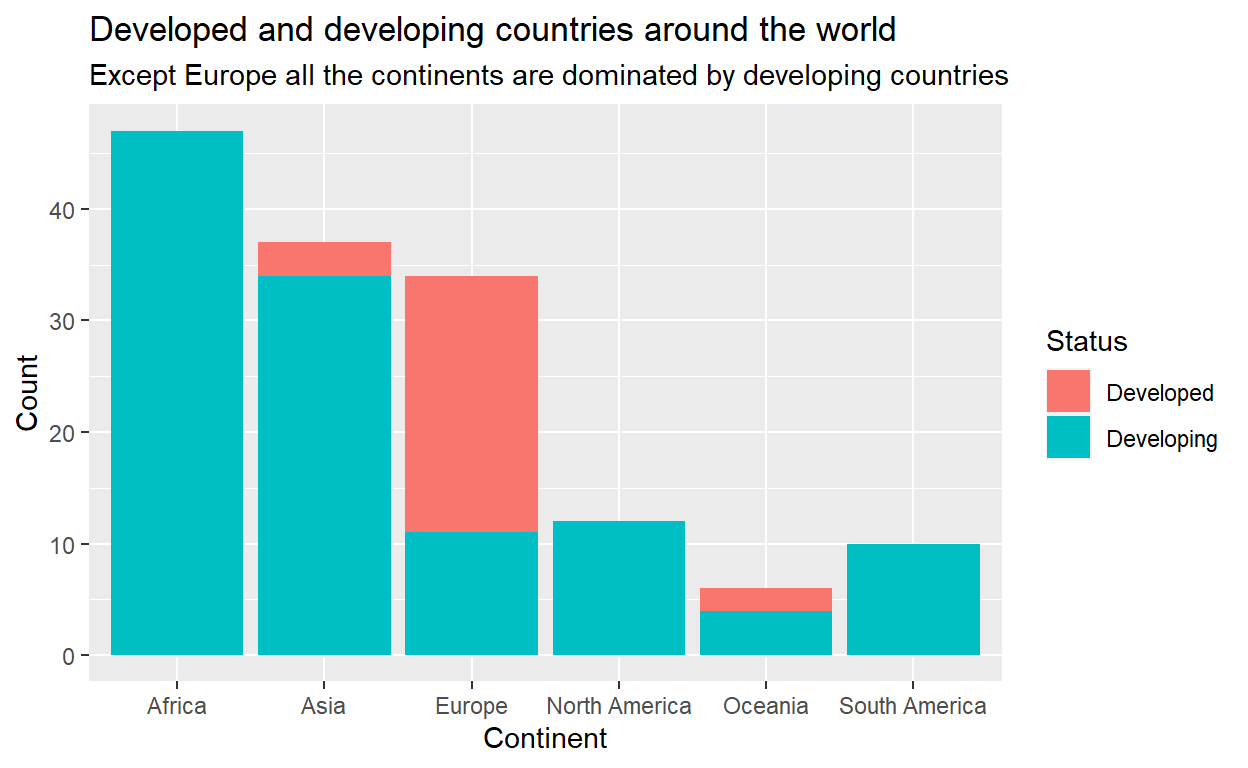 Developed and developing countries around the world
Except Europe all the continents are dominated by developing countries
Count
40
30
20
10
0
Africa
Asia
Europe
North America
Oceania
South America
Continent
Status
Developed
Developing